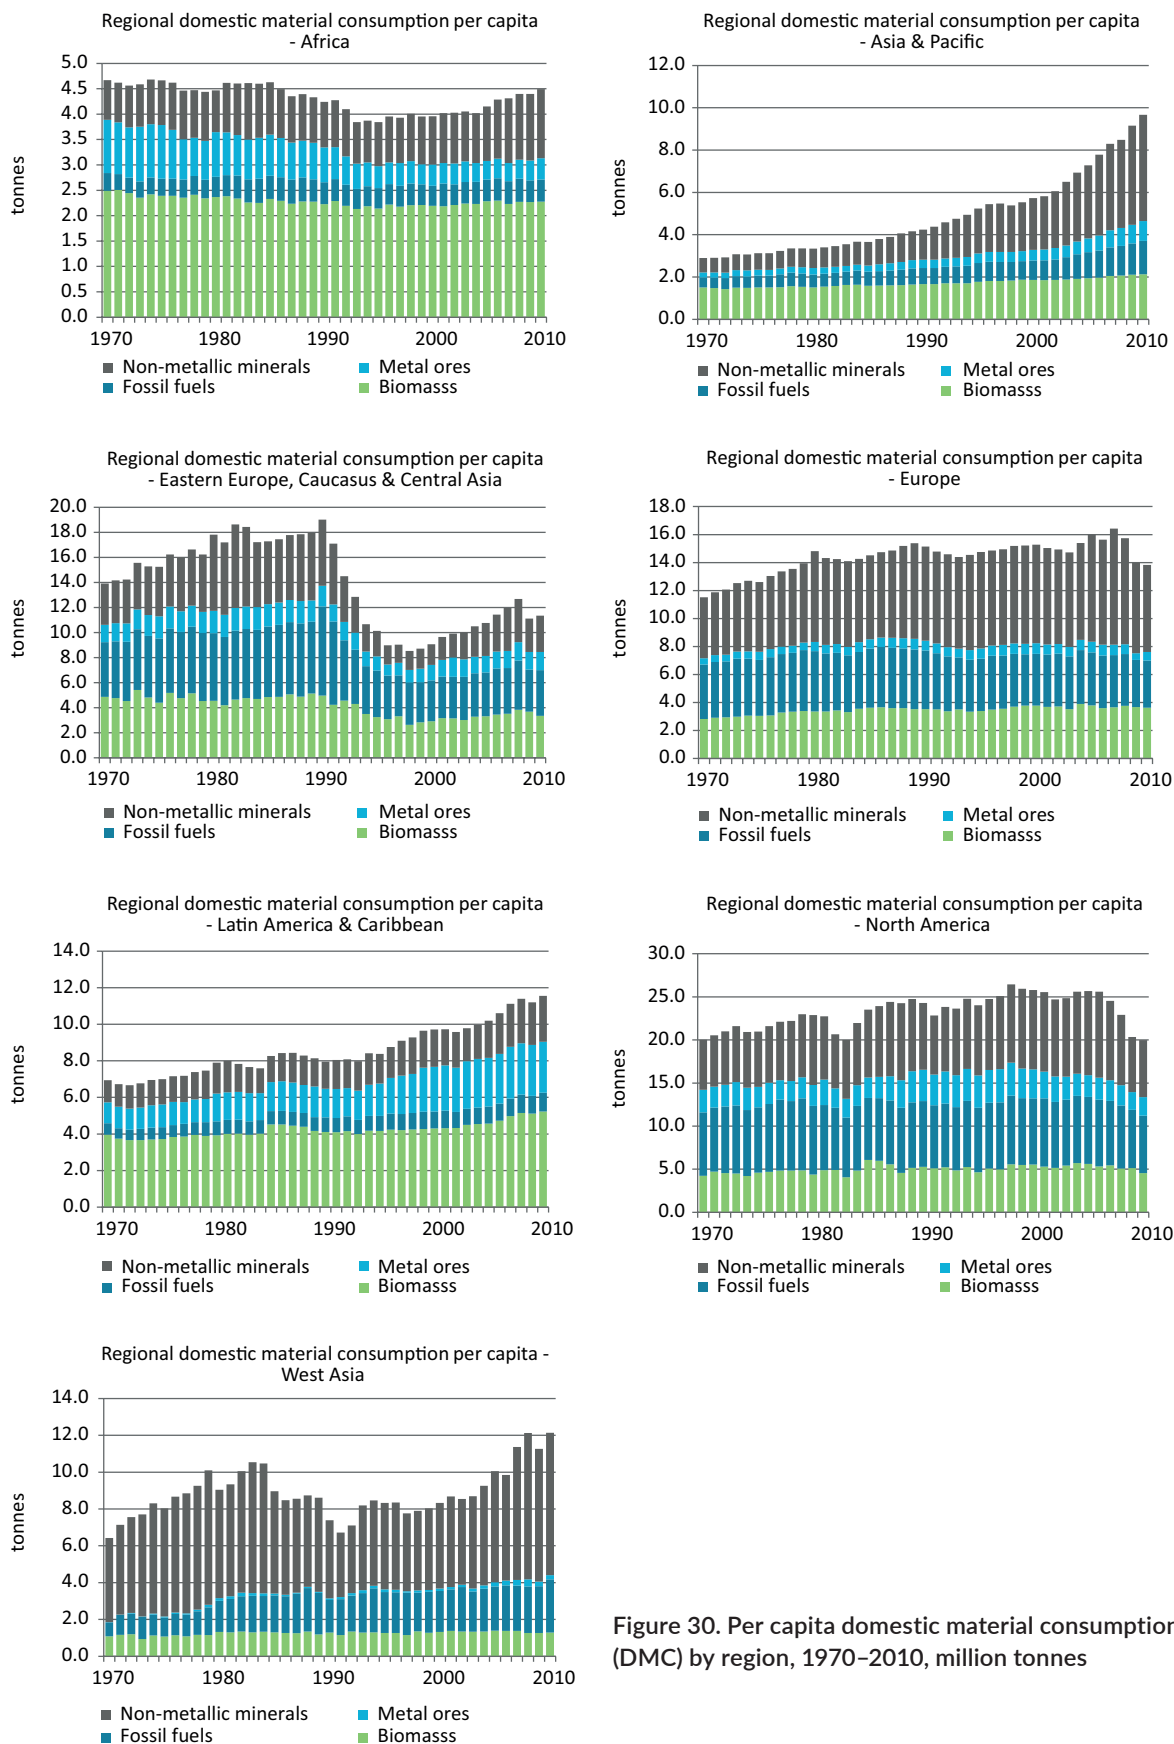 Regional domestic material consumption per capita
- Africa
tonnes
5.0
4.5
4.0
3.5
3.0
2.5
2.0
1.5
1.0
0.5
0.0
1970 1980 1990 2000 2010
Non-metallic minerals Metal ores
Fossil fuels Biomasss
Regional domestic material consumption per capita
- Asia & Pacific
tonnes
12.0
10.0
8.0
6.0
4.0
2.0
0.0
1970 1980 1990 2000 2010
Non-metallic minerals Metal ores
Fossil fuels Biomasss
Regional domestic material consumption per capita
- Eastern Europe, Caucasus & Central Asia
tonnes
20.0
18.0
16.0
14.0
12.0
10.0
8.0
6.0
4.0
2.0
0.0
1970 1980 1990 2000 2010
Non-metallic minerals Metal ores
Fossil fuels Biomasss
Regional domestic material consumption per capita
- Europe
tonnes
18.0
16.0
14.0
12.0
10.0
8.0
6.0
4.0
2.0
0.0
1970 1980 1990 2000 2010
Non-metallic minerals Metal ores
Fossil fuels Biomasss
Regional domestic material consumption per capita
- Latin America & Caribbean
tonnes
14.0
12.0
10.0
8.0
6.0
4.0
2.0
0.0
1970 1980 1990 2000 2010
Non-metallic minerals Metal ores
Fossil fuels Biomasss
Regional domestic material consumption per capita
- North America
tonnes
30.0
25.0
20.0
15.0
10.0
5.0
0.0
1970 1980 1990 2000 2010
Non-metallic minerals Metal ores
Fossil fuels Biomasss
Regional domestic material consumption per capita -
West Asia
tonnes
14.0
12.0
10.0
8.0
6.0
4.0
2.0
0.0
1970 1980 1990 2000 2010
Non-metallic minerals Metal ores
Fossil fuels Biomasss
Figure 30. Per capita domestic material consumption
(DMC) by region, 1970–2010, million tonnes